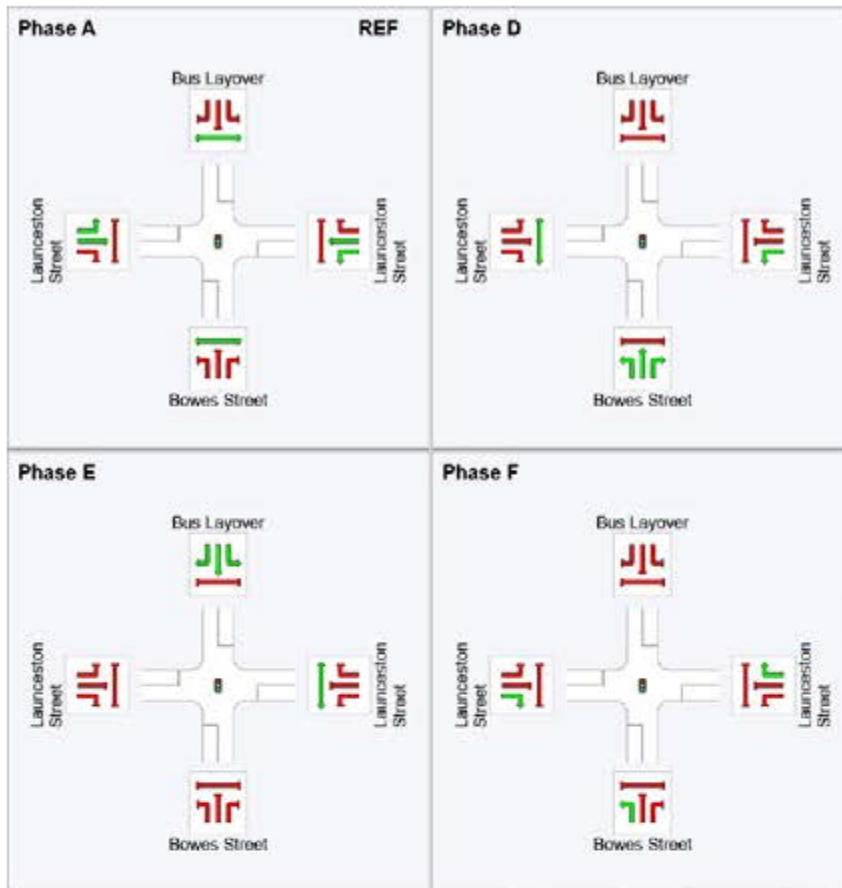 Phase A
REF
Bus Layover
Launceston
Street
Launceston
Street
Bowes Street
Phase D
Bus Layover
Launceston
Street
Launceston
Street
Bowes Street
Phase E
Bus Layover
Launceston
Street
Launceston
Street
Bowes Street
Phase F
Bus Layover
Launceston
Street
Launceston
Street
Bowes Street